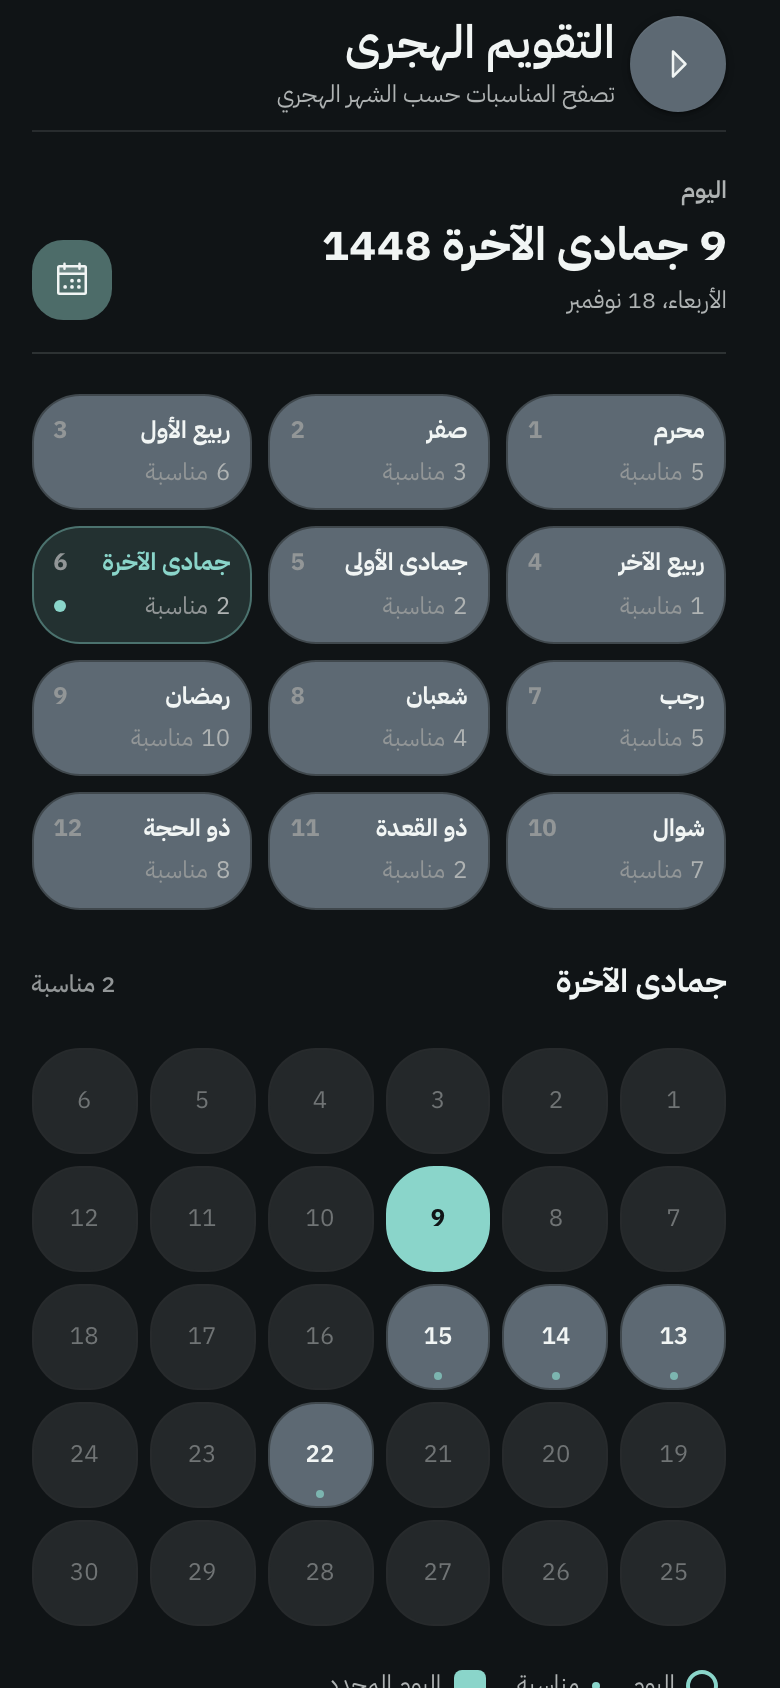 التقويم الهجرى
تصفح المناسبات حسب الشهر الهجري
اليوم
9 جمادى الآخرة 1448
الأربعاء، 18 نوفمبر
محرم 1
5 مناسبة
صفر 2
3 مناسبة
ربيع الأول 3
6 مناسبة
ربيع الآخر 4
1 مناسبة
جمادى الأولى 5
2 مناسبة
جمادى الآخرة 6
2 مناسبة
رجب 7
5 مناسبة
شعبان 8
4 مناسبة
رمضان 9
10 مناسبة
شوال 10
7 مناسبة
ذو القعدة 11
2 مناسبة
ذو الحجة 12
8 مناسبة
جمادى الآخرة 2 مناسبة
1 2 3 4 5 6
7 8 9 10 11 12
13 14 15 16 17 18
19 20 21 22 23 24
25 26 27 28 29 30
اليوم مناسبة اليوم المحدد